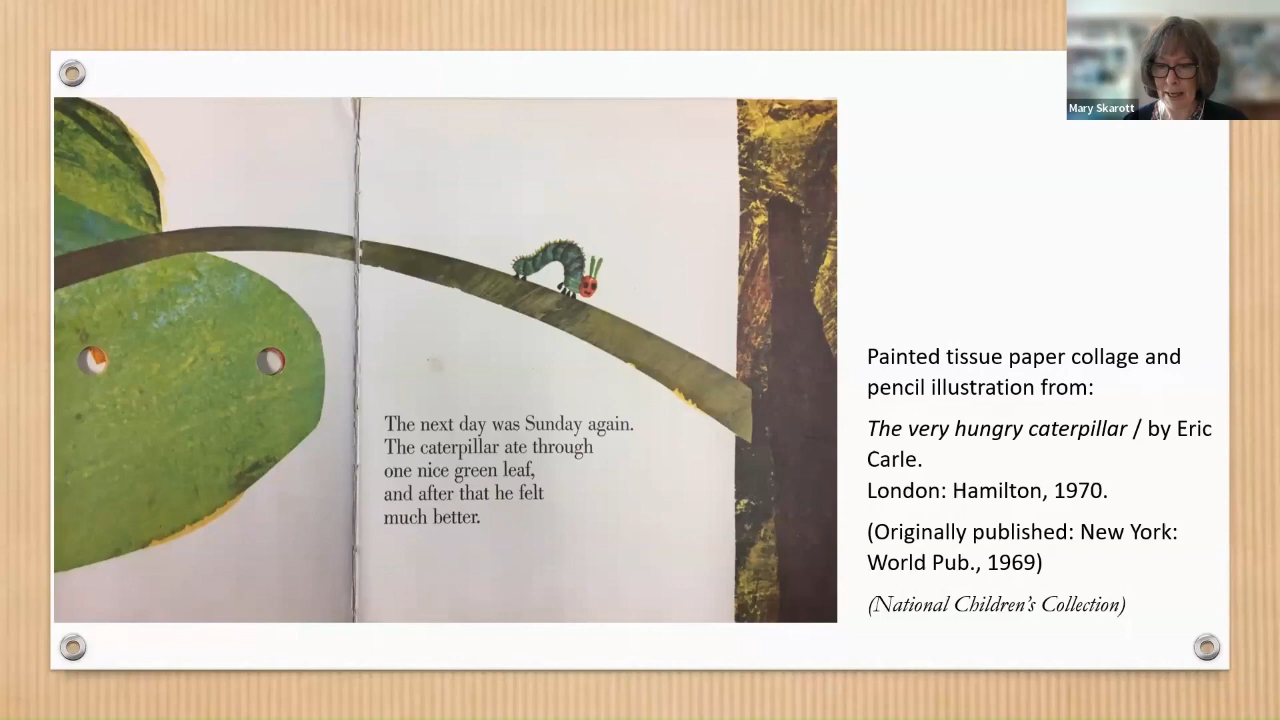 Mary Skarott
The next day was Sunday again.
The caterpillar ate through
one nice green leaf,
and after that he felt
much better.
Painted tissue paper collage and
pencil illustration from:
The very hungry caterpillar / by Eric
Carle.
London: Hamilton, 1970.
(Originally published: New York:
World Pub., 1969)
(National Children’s Collection)